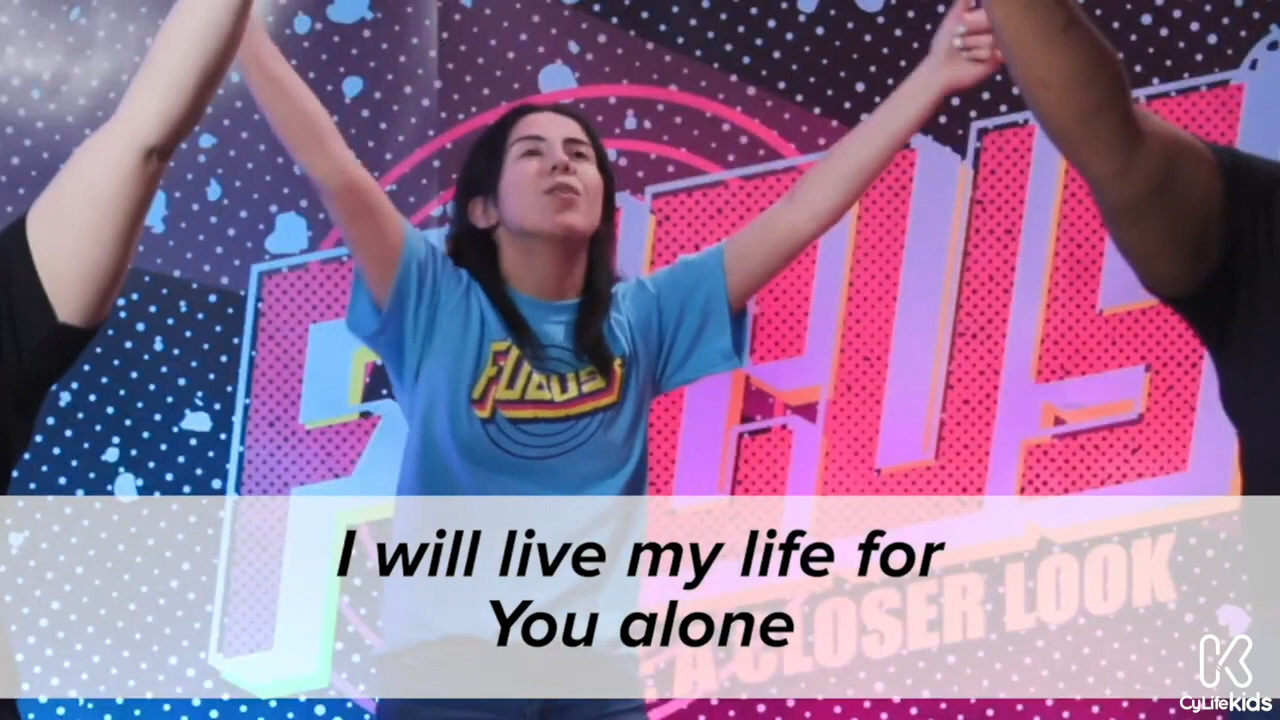 FOCUS
FOCUS
A CLOSER LOOK
I will live my life for
You alone
K
CyLifekids